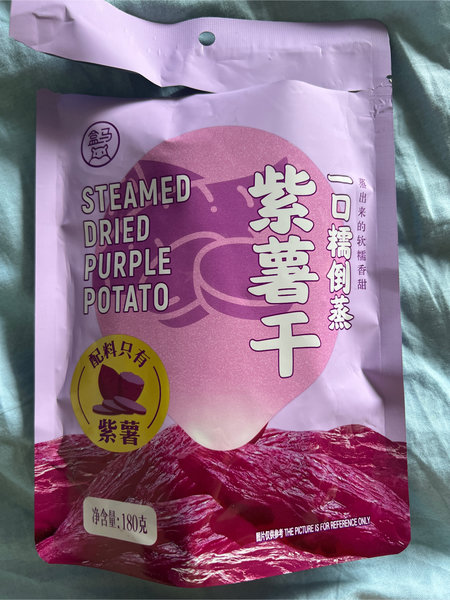 盒马
STEAMED
DRIED
PURPLE
POTATO
紫薯干
一口糯倒蒸
蒸出来的软糯香甜
配料只有
紫薯
净含量:180克
图片仅供参考 THE PICTURE IS FOR REFERENCE ONLY